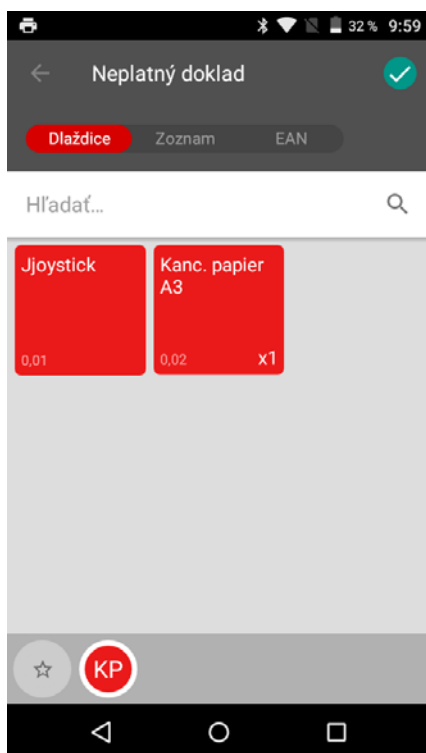 32 % 9:59
Neplatný doklad
Dlaždice Zoznam EAN
Hľadať...
Jjoystick
0,01
Kanc. papier
A3
0,02 x1
KP